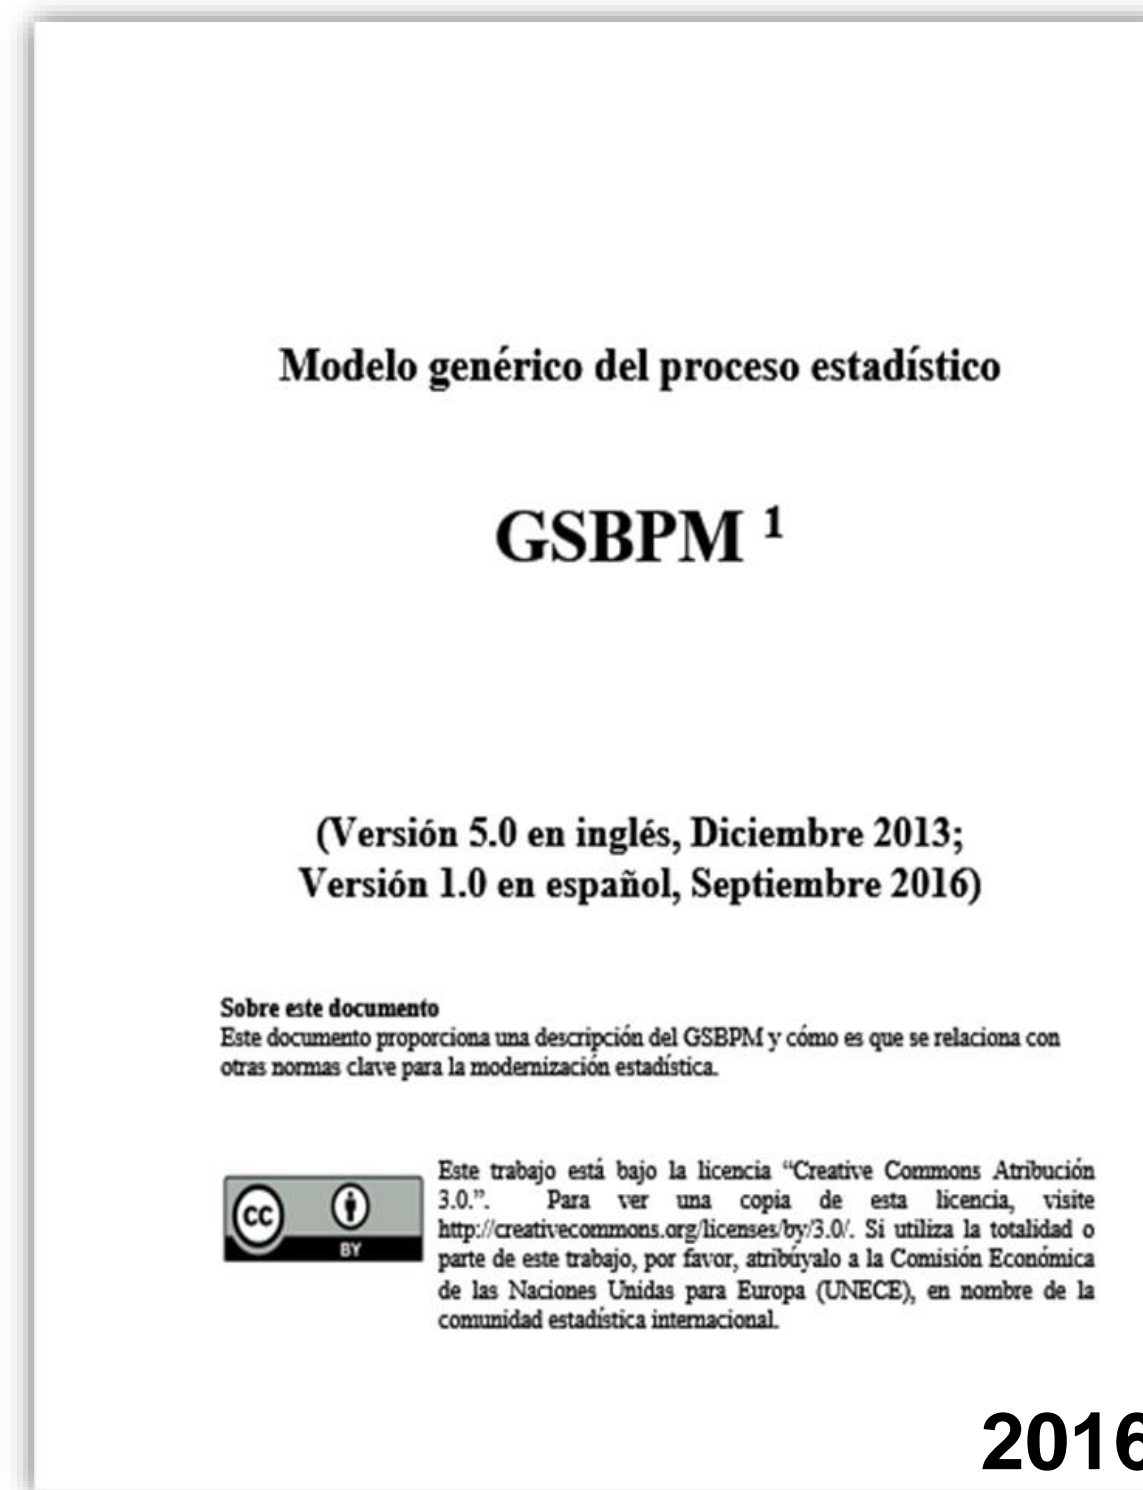 Modelo genérico del proceso estadístico
GSBPM 1
(Versión 5.0 en inglés, Diciembre 2013;
Versión 1.0 en español, Septiembre 2016)
Sobre este documento
Este documento proporciona una descripción del GSBPM y cómo es que se relaciona con
otras normas clave para la modernización estadística.
Este trabajo está bajo la licencia “Creative Commons Atribución
3.0.”. Para ver una copia de esta licencia, visite
http://creativecommons.org/licenses/by/3.0/. Si utiliza la totalidad o
parte de este trabajo, por favor, atribúyalo a la Comisión Económica
de las Naciones Unidas para Europa (UNECE), en nombre de la
comunidad estadística internacional.
cc
BY
2016